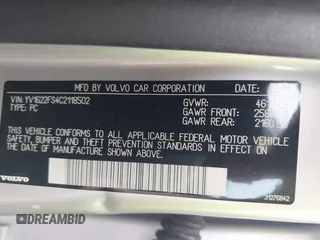 MFD BY VOLVO CAR CORPORATION
VIN: YV1622FS4C2118502
TYPE: PC
GVWR:
GAWR FRONT:
GAWR REAR: 2160
THIS VEHICLE CONFORMS TO ALL APPLICABLE FEDERAL MOTOR VEHICLE
SAFETY, BUMPER AND THEFT PREVENTION STANDARDS IN EFFECT ON
THE DATE OF MANUFACTURE SHOWN ABOVE.
VOLVO
31276842
DREAMBID